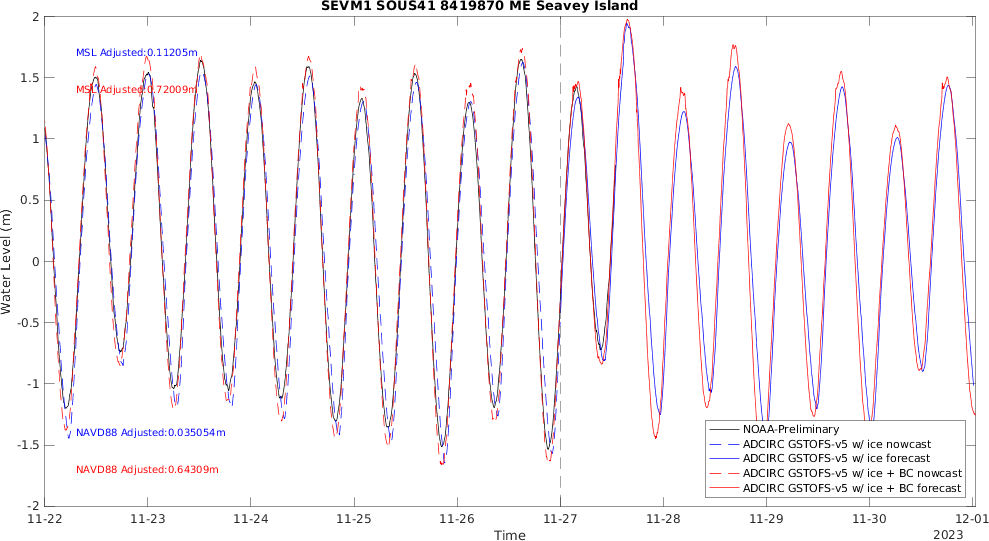 SEVM1 SOUS41 8419870 ME Seavey Island
2
1.5
1
0.5
0
-0.5
-1
-1.5
-2
Water Level (m)
MSL Adjusted:0.11205m
MSL Adjusted:0.72009m
NAVD88 Adjusted:0.035054m
NAVD88 Adjusted:0.64309m
NOAA-Preliminary
ADCIRC GSTOFS-v5 w/ ice nowcast
ADCIRC GSTOFS-v5 w/ ice forecast
ADCIRC GSTOFS-v5 w/ ice + BC nowcast
ADCIRC GSTOFS-v5 w/ ice + BC forecast
11-22 11-23 11-24 11-25 11-26 11-27 11-28 11-29 11-30 12-01
Time
2023